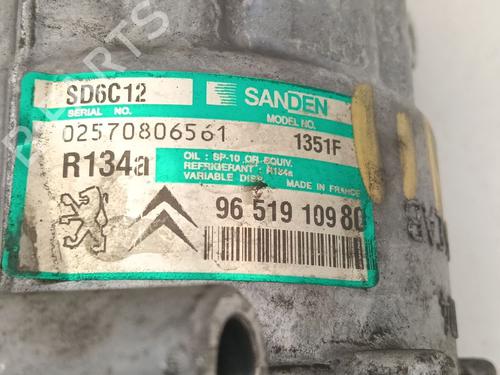 SD6C12
SANDEN
SERIAL NO.
MODEL NO.
02570806561
1351F
R134a
OIL : SP-10 OR EQUIV.
REFRIGERANT : R134a
VARIABLE DISP.
MADE IN FRANCE
96 519 109 80